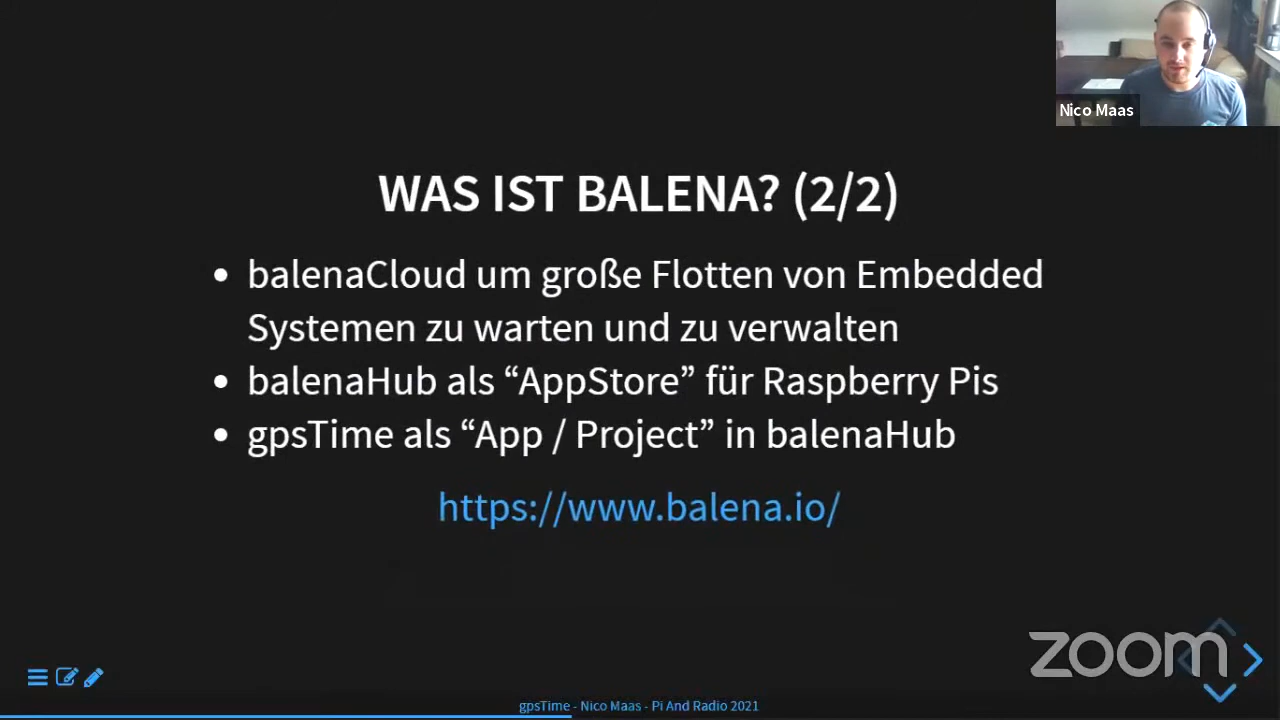 Nico Maas
WAS IST BALENA? (2/2)
• balenaCloud um große Flotten von Embedded
Systemen zu warten und zu verwalten
• balenaHub als “AppStore” für Raspberry Pis
• gpsTime als “App / Project” in balenaHub
https://www.balena.io/
zoom
gpsTime - Nico Maas - Pi And Radio 2021